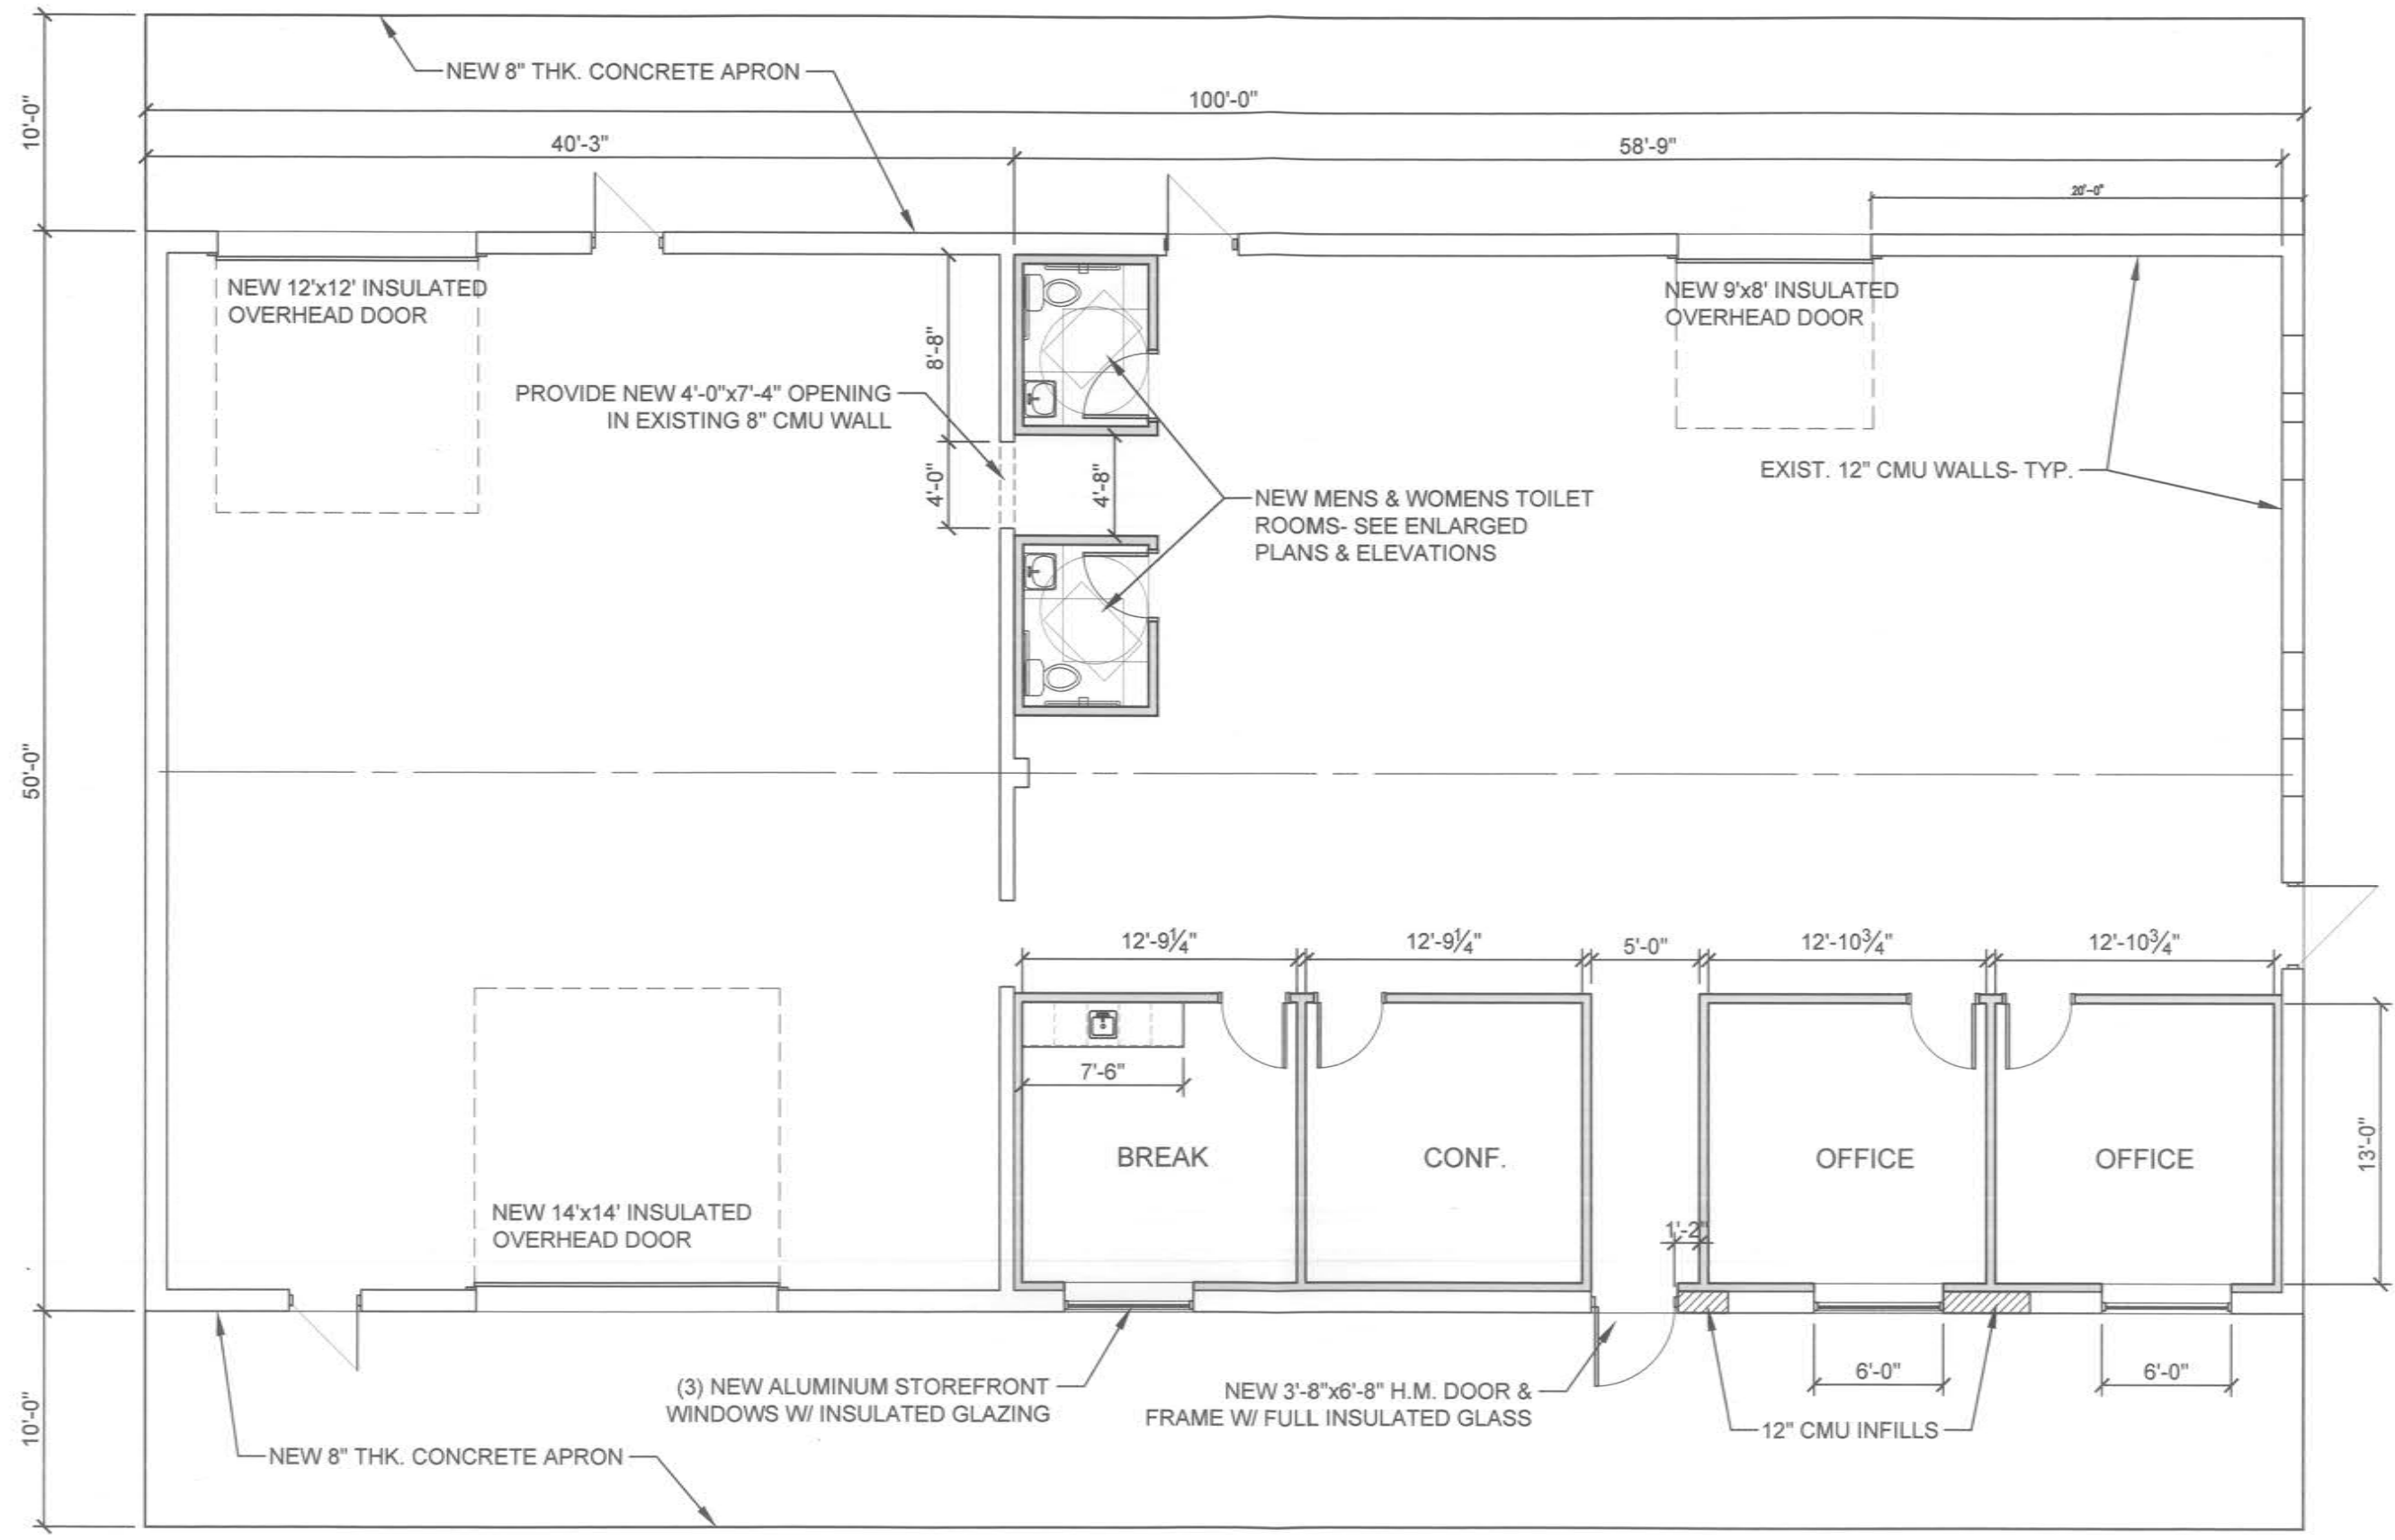 NEW 8" THK. CONCRETE APRON
10'-0"
100'-0"
40'-3"
58'-9"
20'-0"
NEW 12'x12' INSULATED
OVERHEAD DOOR
NEW 9'x8' INSULATED
OVERHEAD DOOR
8'-8"
PROVIDE NEW 4'-0"x7'-4" OPENING
IN EXISTING 8" CMU WALL
4'-0"
4'-8"
EXIST. 12" CMU WALLS- TYP.
NEW MENS & WOMENS TOILET
ROOMS- SEE ENLARGED
PLANS & ELEVATIONS
50'-0"
12'-9¼"
12'-9¼"
5'-0"
12'-10¾"
12'-10¾"
7'-6"
BREAK
CONF.
OFFICE
OFFICE
13'-0"
NEW 14'x14' INSULATED
OVERHEAD DOOR
1'-2"
(3) NEW ALUMINUM STOREFRONT
WINDOWS W/ INSULATED GLAZING
NEW 3'-8"x6'-8" H.M. DOOR &
FRAME W/ FULL INSULATED GLASS
6'-0"
6'-0"
12" CMU INFILLS
10'-0"
NEW 8" THK. CONCRETE APRON